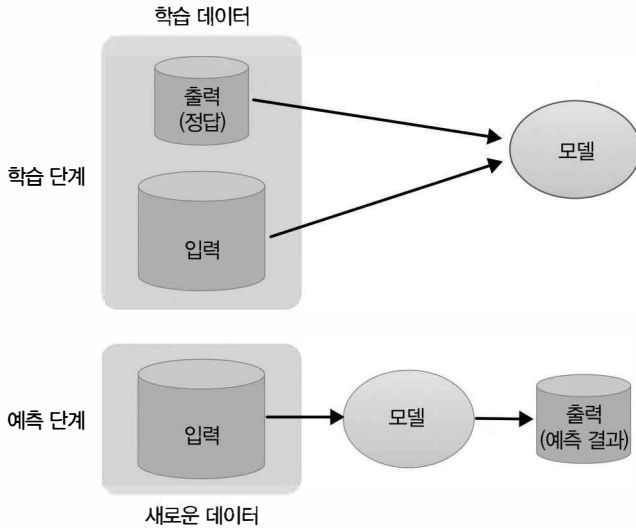 학습 데이터
출력
(정답)
모델
학습 단계
입력
예측 단계
입력
모델
출력
(예측 결과)
새로운 데이터